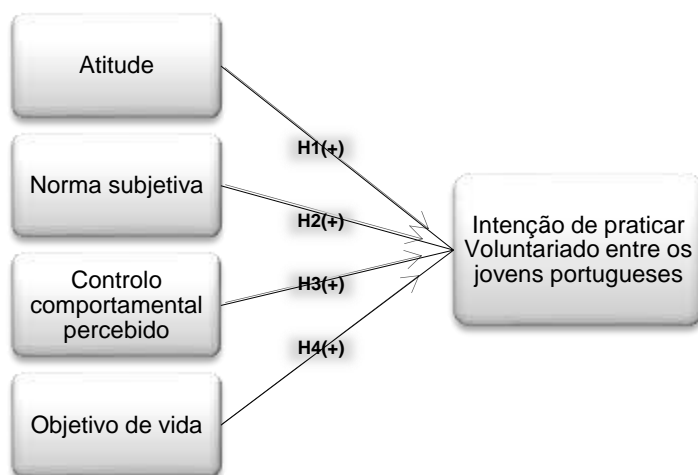 Atitude
H1(+)
Norma subjetiva
H2(+)
Intenção de praticar
Voluntariado entre os
jovens portugueses
Controlo
comportamental
percebido
H3(+)
H4(+)
Objetivo de vida